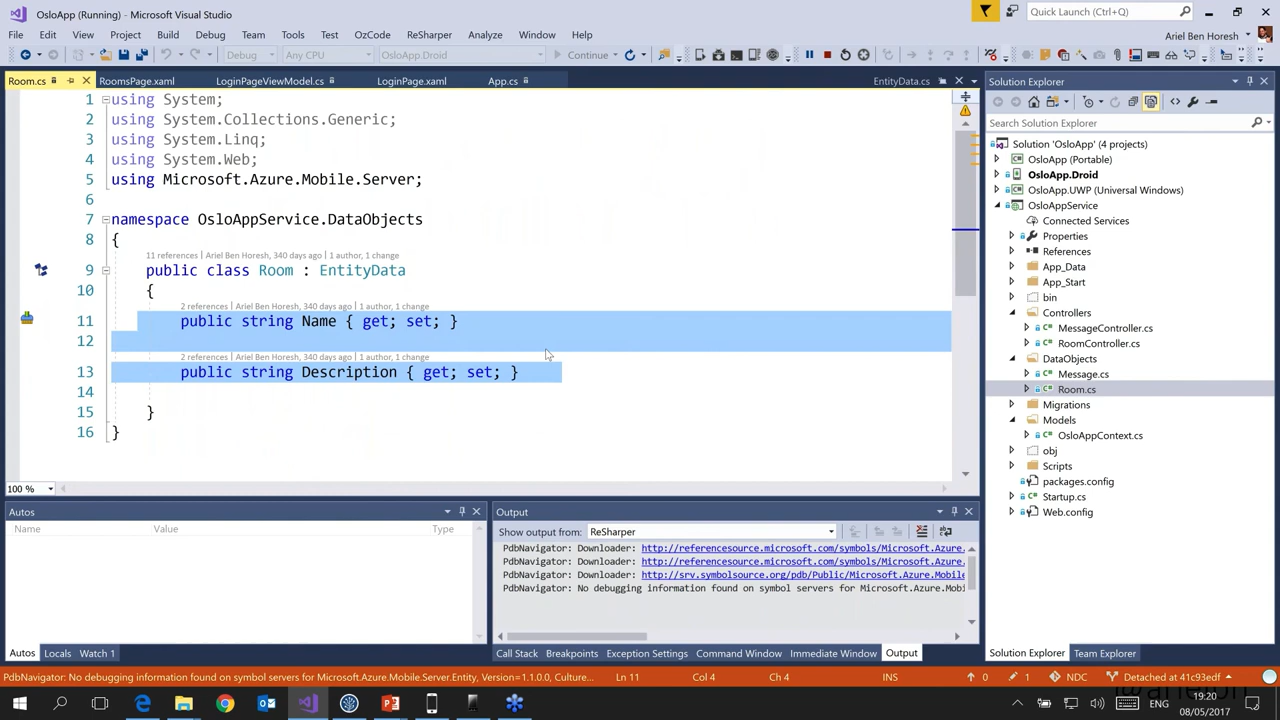 OsloApp (Running) - Microsoft Visual Studio
Quick Launch (Ctrl+Q)
File Edit View Project Build Debug Team Tools Test OzCode ReSharper Analyze Window Help
Ariel Ben Horesh
Debug Any CPU OsloApp.Droid Continue
Room.cs RoomsPage.xaml LoginPageViewModel.cs LoginPage.xaml App.cs EntityData.cs
1 using System;
2 using System.Collections.Generic;
3 using System.Linq;
4 using System.Web;
5 using Microsoft.Azure.Mobile.Server;
6
7 namespace OsloAppService.DataObjects
8 {
11 references | Ariel Ben Horesh, 340 days ago | 1 author, 1 change
9 public class Room : EntityData
10 {
2 references | Ariel Ben Horesh, 340 days ago | 1 author, 1 change
11 public string Name { get; set; }
12
2 references | Ariel Ben Horesh, 340 days ago | 1 author, 1 change
13 public string Description { get; set; }
14
15 }
16 }
100 %
Solution Explorer
Search Solution Explorer
Solution 'OsloApp' (4 projects)
OsloApp (Portable)
OsloApp.Droid
OsloApp.UWP (Universal Windows)
OsloAppService
Connected Services
Properties
References
App_Data
App_Start
bin
Controllers
MessageController.cs
RoomController.cs
DataObjects
Message.cs
Room.cs
Migrations
Models
OsloAppContext.cs
obj
Scripts
packages.config
Startup.cs
Web.config
Solution Explorer Team Explorer
Autos
Name Value Type
Autos Locals Watch 1
Output
Show output from: ReSharper
PdbNavigator: Downloader: http://referencesource.microsoft.com/symbols/Microsoft.Azure.
PdbNavigator: Downloader: http://referencesource.microsoft.com/symbols/Microsoft.Azure.
PdbNavigator: Downloader: http://srv.symbolsource.org/pdb/Public/Microsoft.Azure.Mobile
PdbNavigator: No debugging information found on symbol servers for Microsoft.Azure.Mobi
Call Stack Breakpoints Exception Settings Command Window Immediate Window Output
PdbNavigator: No debugging information found on symbol servers for Microsoft.Azure.Mobile.Server.Entity, Version=1.1.0.0, Culture... Ln 11 Col 4 Ch 4 INS 0 1 NDC Detached at 41c93edf
ENG
19:20
08/05/2017